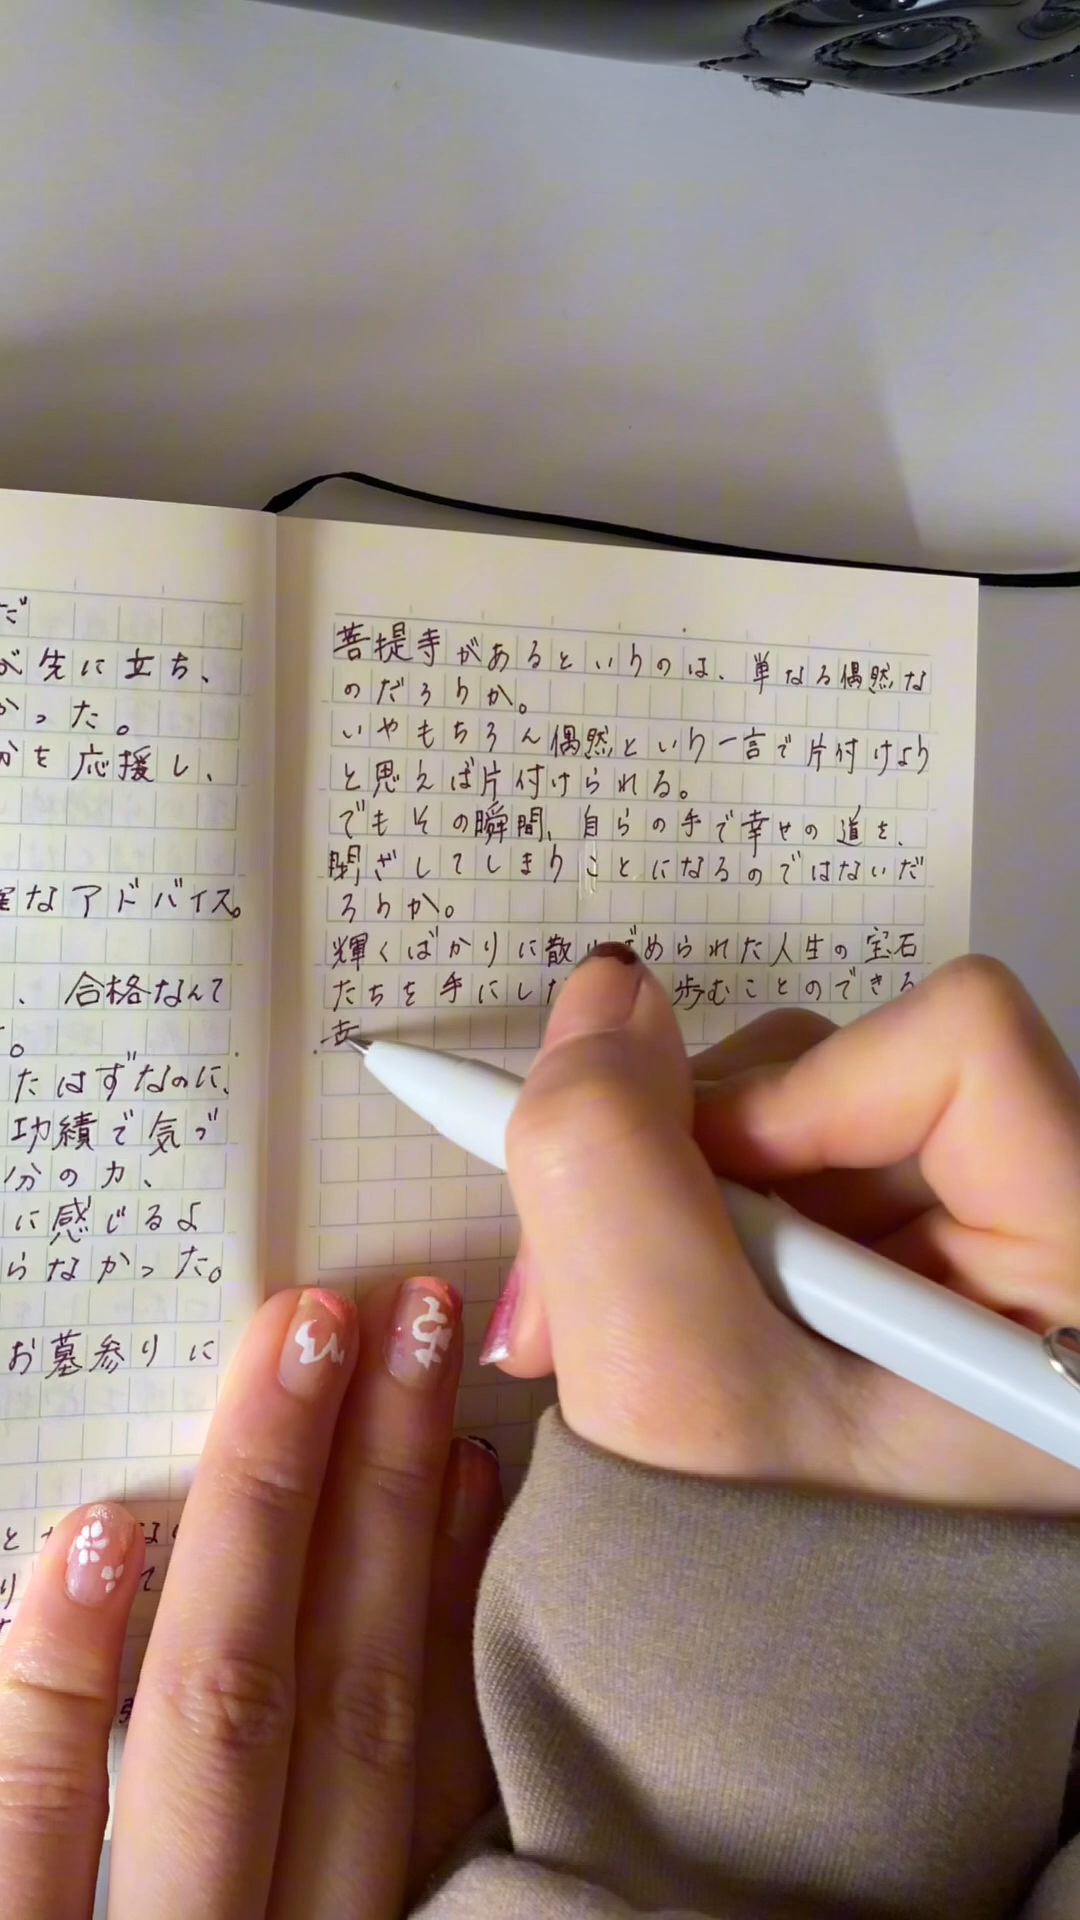 が先に立ち、
かった。
かを応援し、
なアドバイス。
、合格なんて
。
たはずなのに、
功績で気づ
分の力、
に感じるよ
らなかった。
お墓参りに
菩提寺があるというのは、単なる偶然な
のだろうか。
いやもちろん偶然という一言で片付けよう
と思えば片付けられる。
でもその瞬間、自らの手で幸せの道を、
閉ざしてしまうことになるのではないだ
ろうか。
輝くばかりに散りばめられた人生の宝石
たちを手にし 歩むことのできる